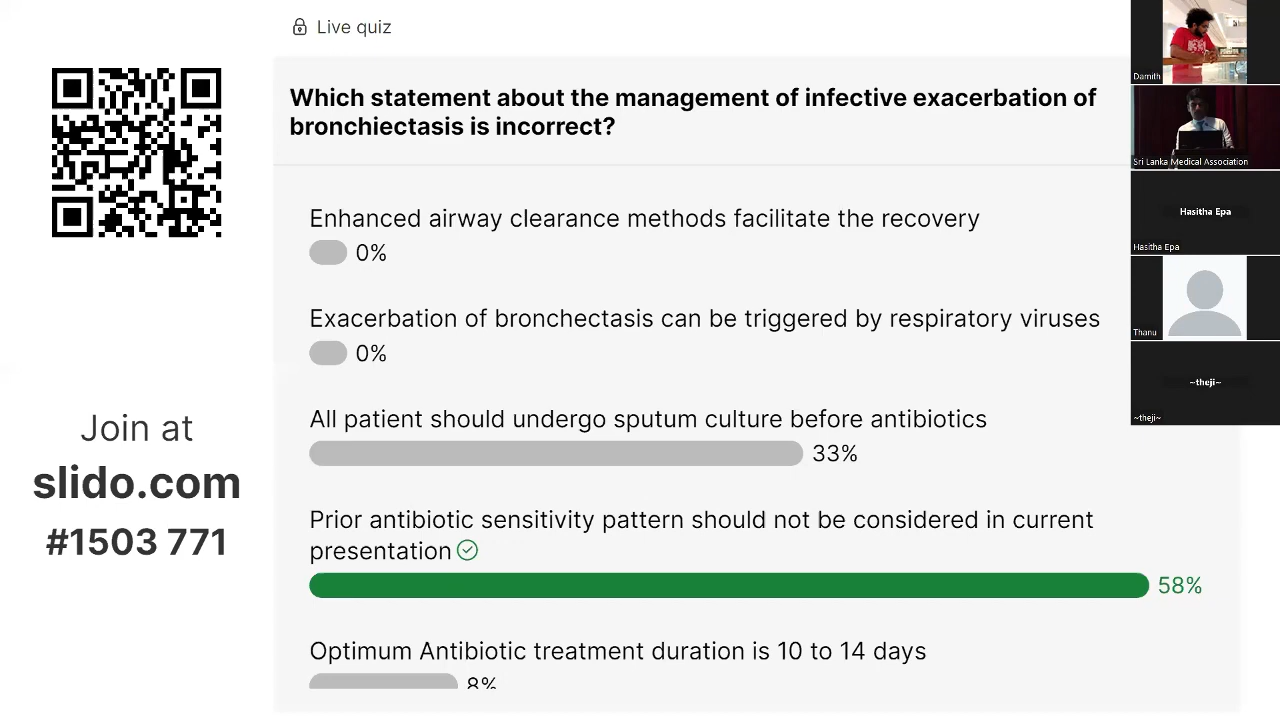 Live quiz
Which statement about the management of infective exacerbation of
bronchiectasis is incorrect?
Enhanced airway clearance methods facilitate the recovery
0%
Exacerbation of bronchectasis can be triggered by respiratory viruses
0%
All patient should undergo sputum culture before antibiotics
33%
Prior antibiotic sensitivity pattern should not be considered in current
presentation
58%
Optimum Antibiotic treatment duration is 10 to 14 days
8%
Join at
slido.com
#1503 771
Damith
Sri Lanka Medical Association
Hasitha Epa
Hasitha Epa
Thanu
~theji~
~theji~